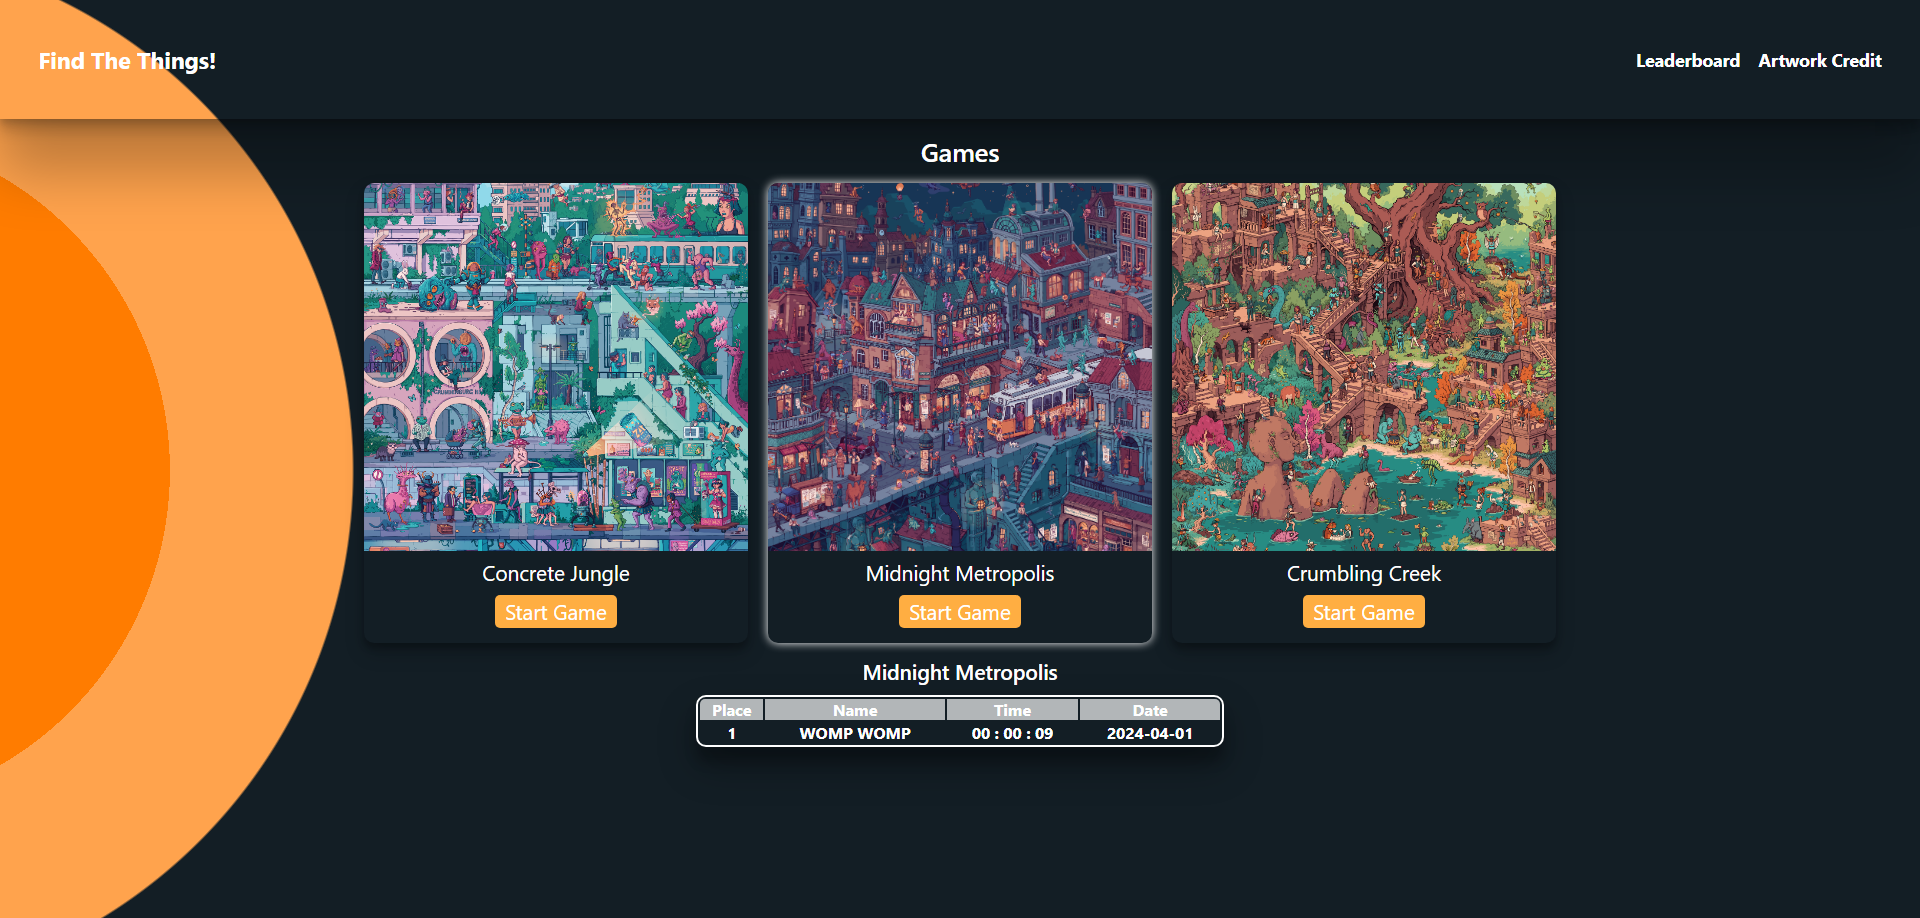 Find The Things!
Leaderboard Artwork Credit
Games
Concrete Jungle
Start Game
Midnight Metropolis
Start Game
Crumbling Creek
Start Game
Midnight Metropolis
Place Name Time Date
1 WOMP WOMP 00 : 00 : 09 2024-04-01